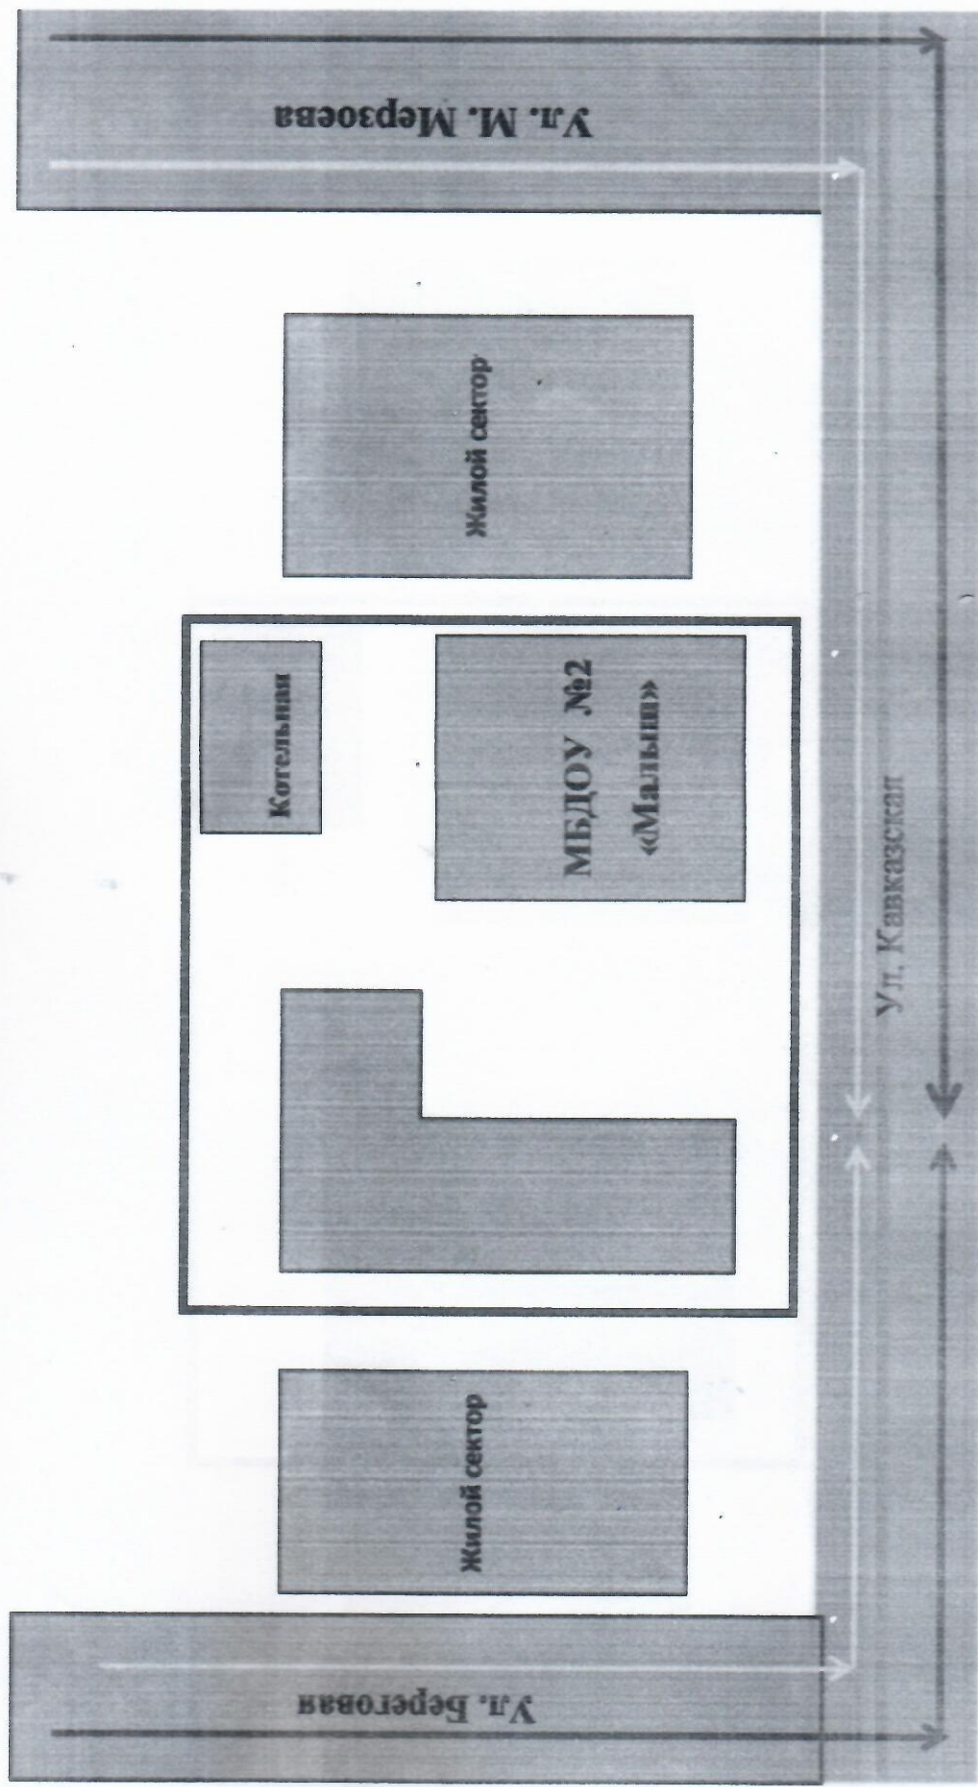 Ул. Береговая
Жилой сектор
Котельная
МБДОУ №2
«Малыш»
Жилой сектор
Ул. М. Мерзоева
Ул. Кавказская